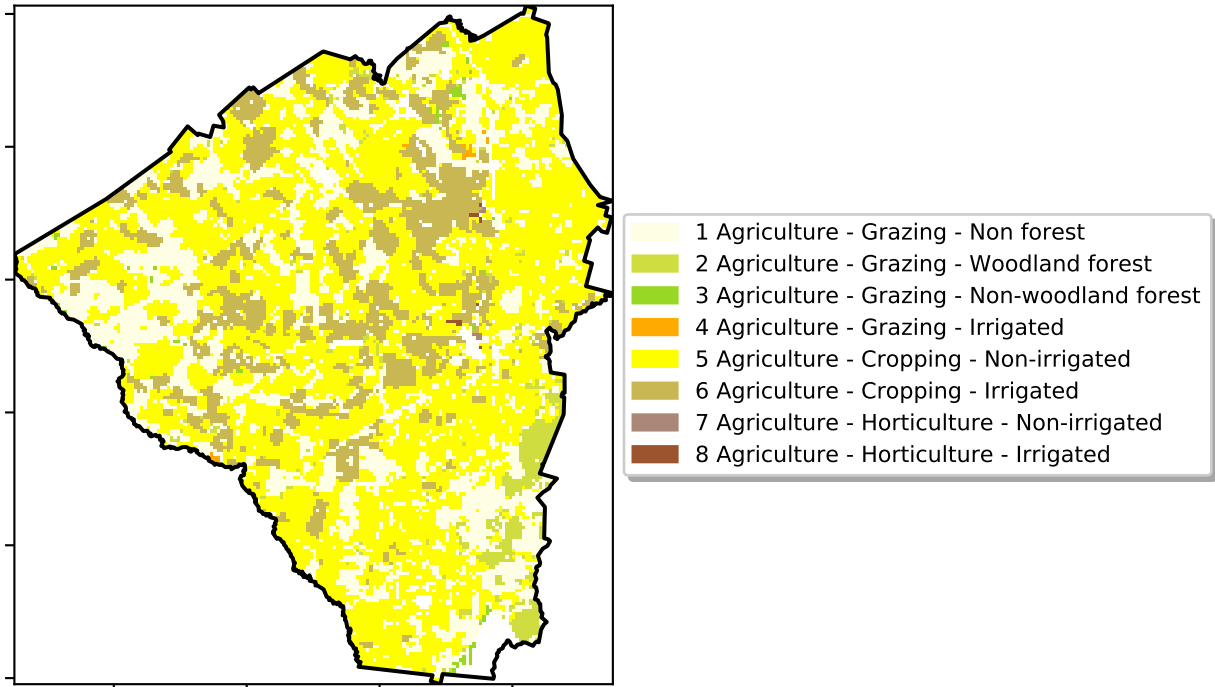 1 Agriculture - Grazing - Non forest
2 Agriculture - Grazing - Woodland forest
3 Agriculture - Grazing - Non-woodland forest
4 Agriculture - Grazing - Irrigated
5 Agriculture - Cropping - Non-irrigated
6 Agriculture - Cropping - Irrigated
7 Agriculture - Horticulture - Non-irrigated
8 Agriculture - Horticulture - Irrigated